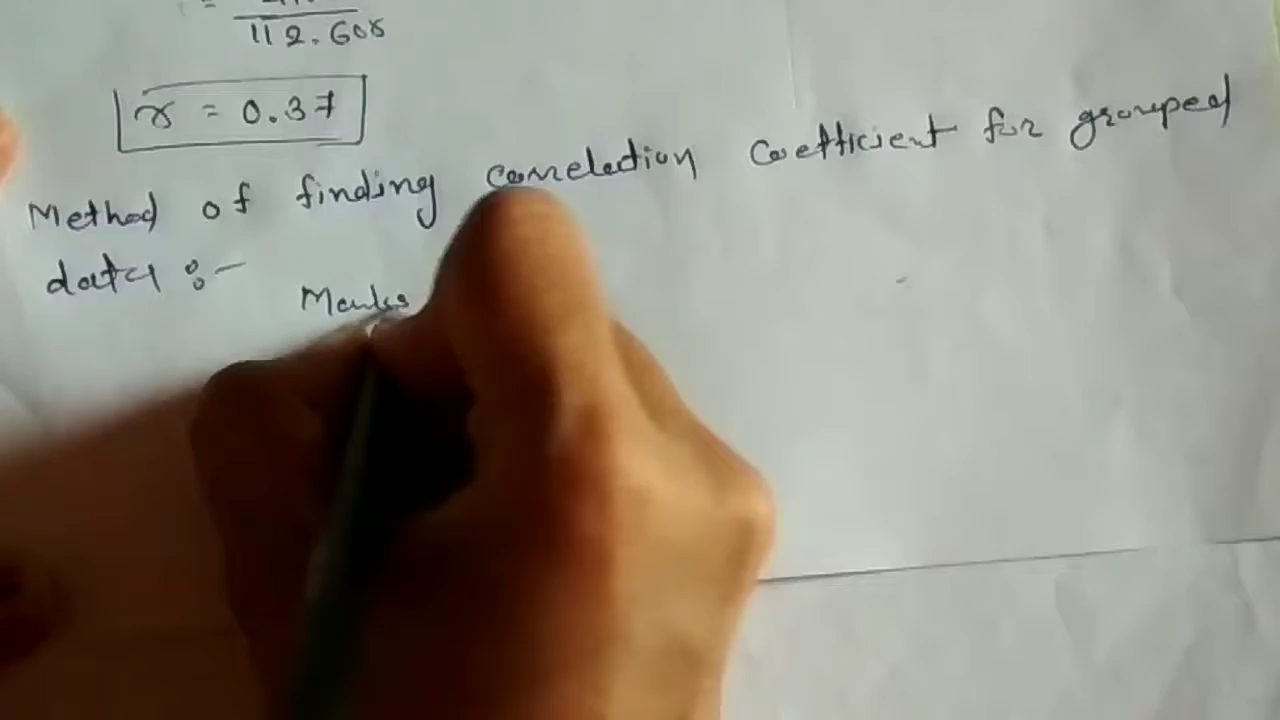 =
112.608
r = 0.37
Method of finding correlation coefficient for grouped
data :-
Marks